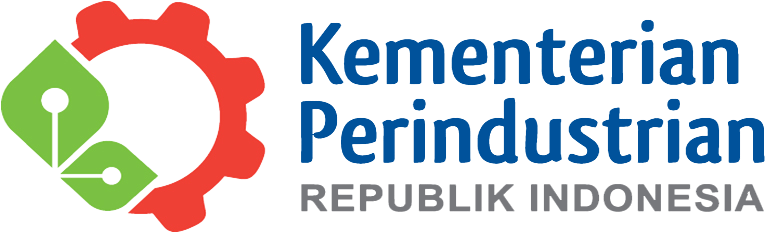 Kementerian
Perindustrian
REPUBLIK INDONESIA